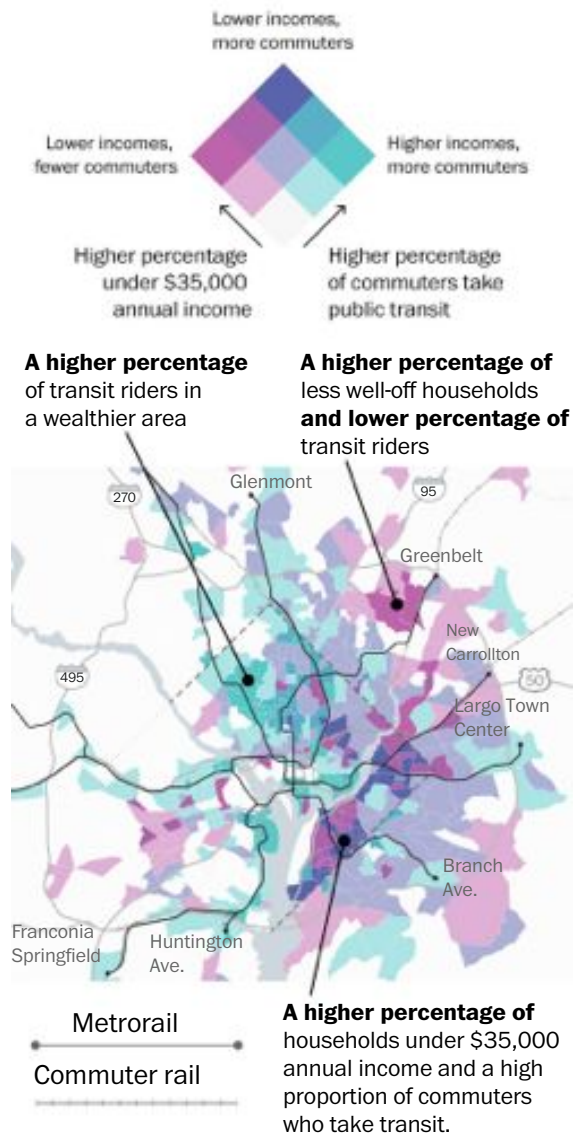 Lower incomes,
more commuters
Lower incomes,
fewer commuters
Higher incomes,
more commuters
Higher percentage
under $35,000
annual income
Higher percentage
of commuters take
public transit
A higher percentage
of transit riders in
a wealthier area
A higher percentage of
less well-off households
and lower percentage of
transit riders
Glenmont
270
95
Greenbelt
New
Carrollton
495
50
Largo Town
Center
Branch
Ave.
Franconia
Springfield
Huntington
Ave.
Metrorail
Commuter rail
A higher percentage of
households under $35,000
annual income and a high
proportion of commuters
who take transit.